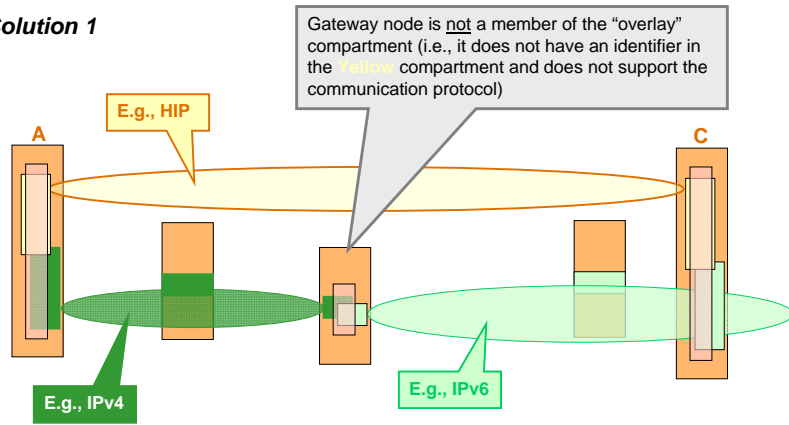 olution 1
Gateway node is not a member of the “overlay”
compartment (i.e., it does not have an identifier in
the Yellow compartment and does not support the
communication protocol)
E.g., HIP
A
C
E.g., IPv4
E.g., IPv6